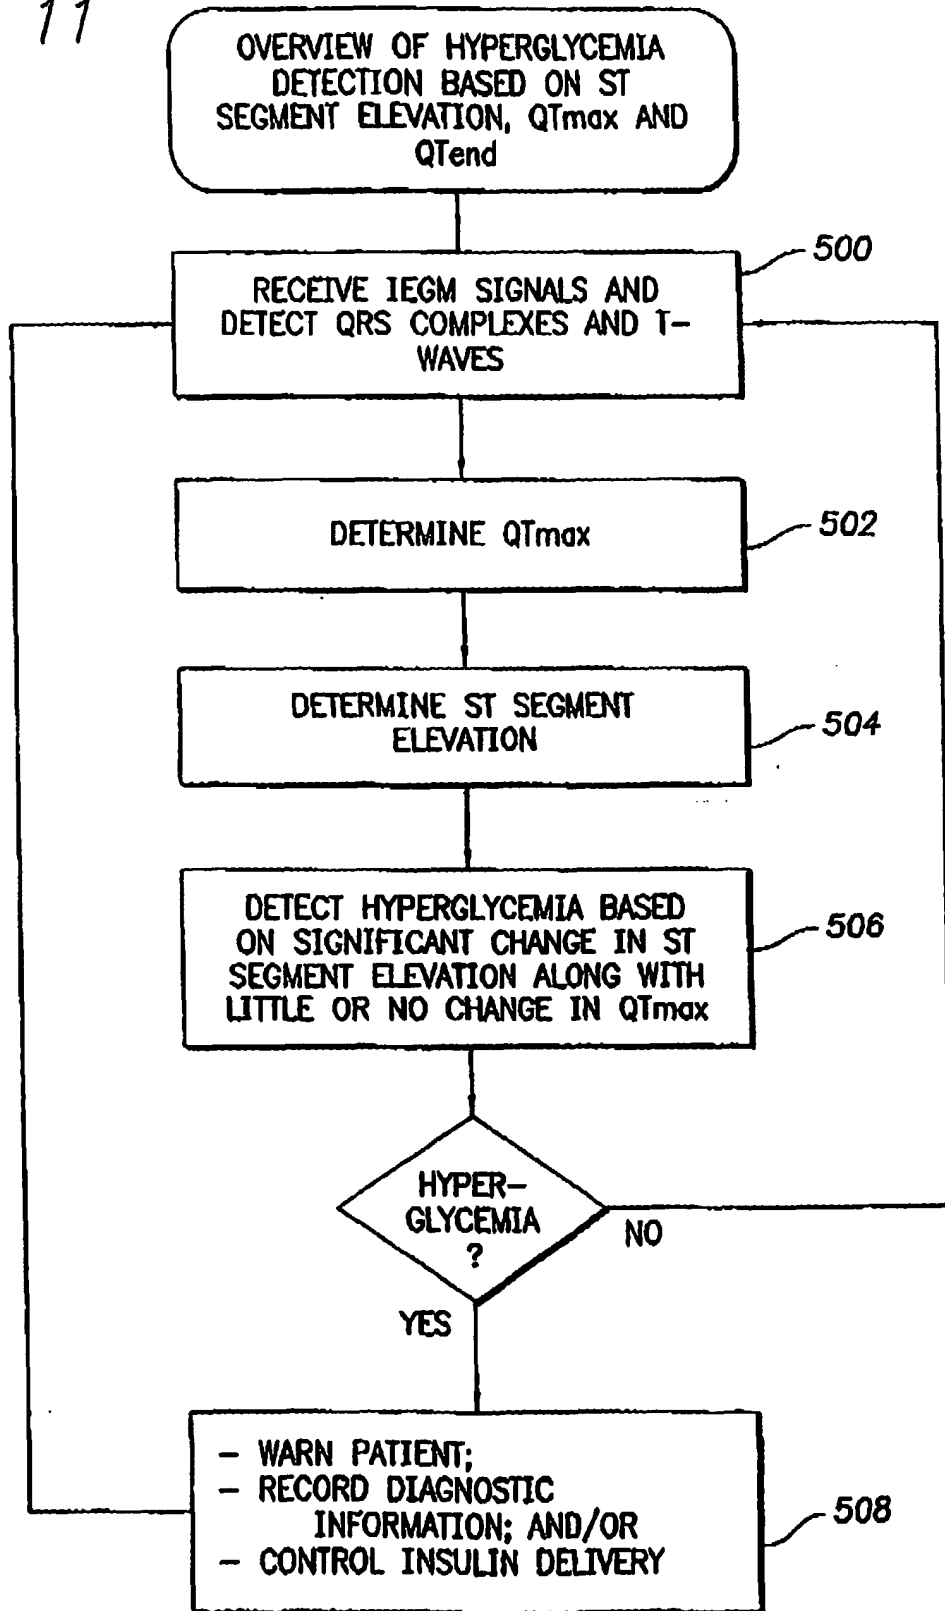 11
OVERVIEW OF HYPERGLYCEMIA
DETECTION BASED ON ST
SEGMENT ELEVATION, QTmax AND
QTend
500
RECEIVE IEGM SIGNALS AND
DETECT QRS COMPLEXES AND T-
WAVES
502
DETERMINE QTmax
DETERMINE ST SEGMENT
ELEVATION
504
DETECT HYPERGLYCEMIA BASED
ON SIGNIFICANT CHANGE IN ST
SEGMENT ELEVATION ALONG WITH
LITTLE OR NO CHANGE IN QTmax
506
HYPER-
GLYCEMIA
?
NO
YES
- WARN PATIENT;
- RECORD DIAGNOSTIC
INFORMATION; AND/OR
- CONTROL INSULIN DELIVERY
508